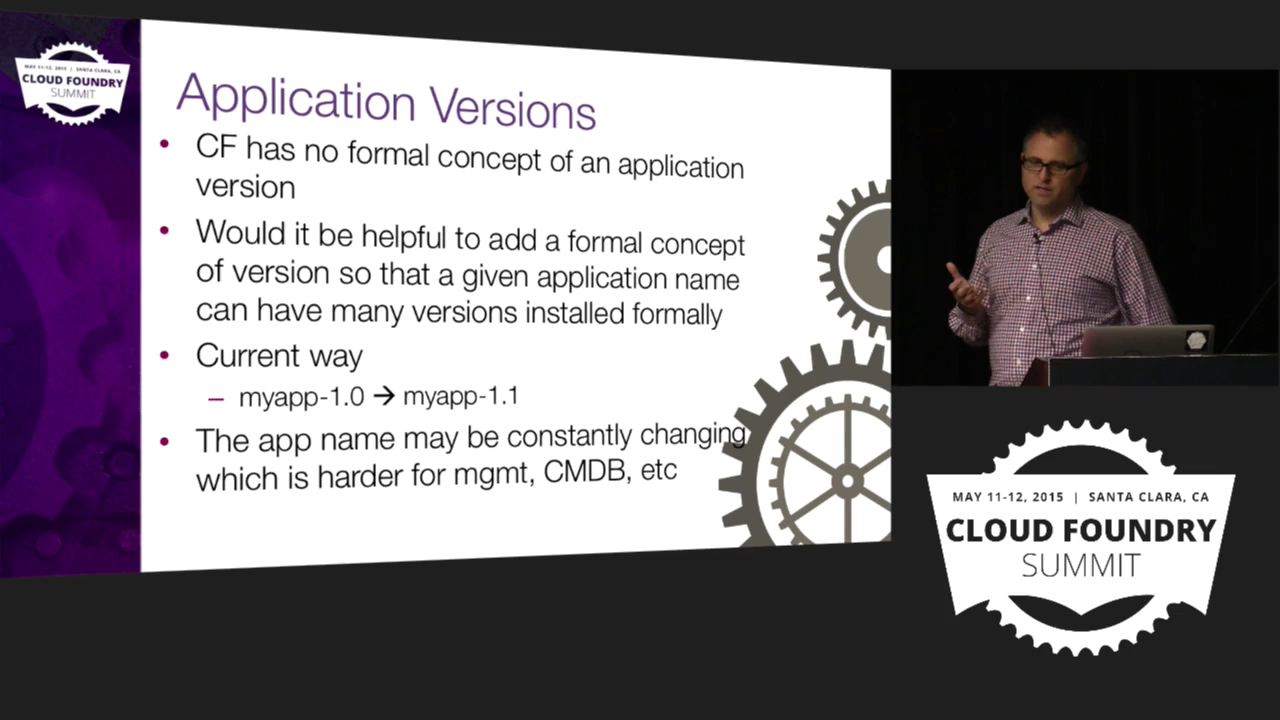 MAY 11-12, 2015 | SANTA CLARA, CA
CLOUD FOUNDRY
SUMMIT
Application Versions
• CF has no formal concept of an application
version
• Would it be helpful to add a formal concept
of version so that a given application name
can have many versions installed formally
• Current way
– myapp-1.0 → myapp-1.1
• The app name may be constantly changing
which is harder for mgmt, CMDB, etc
MAY 11-12, 2015 | SANTA CLARA, CA
CLOUD FOUNDRY
SUMMIT